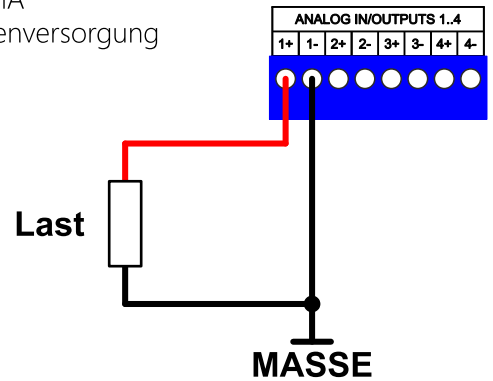 ANALOG IN/OUTPUTS 1..4
1+ 1- 2+ 2- 3+ 3- 4+ 4-
Last
MASSE